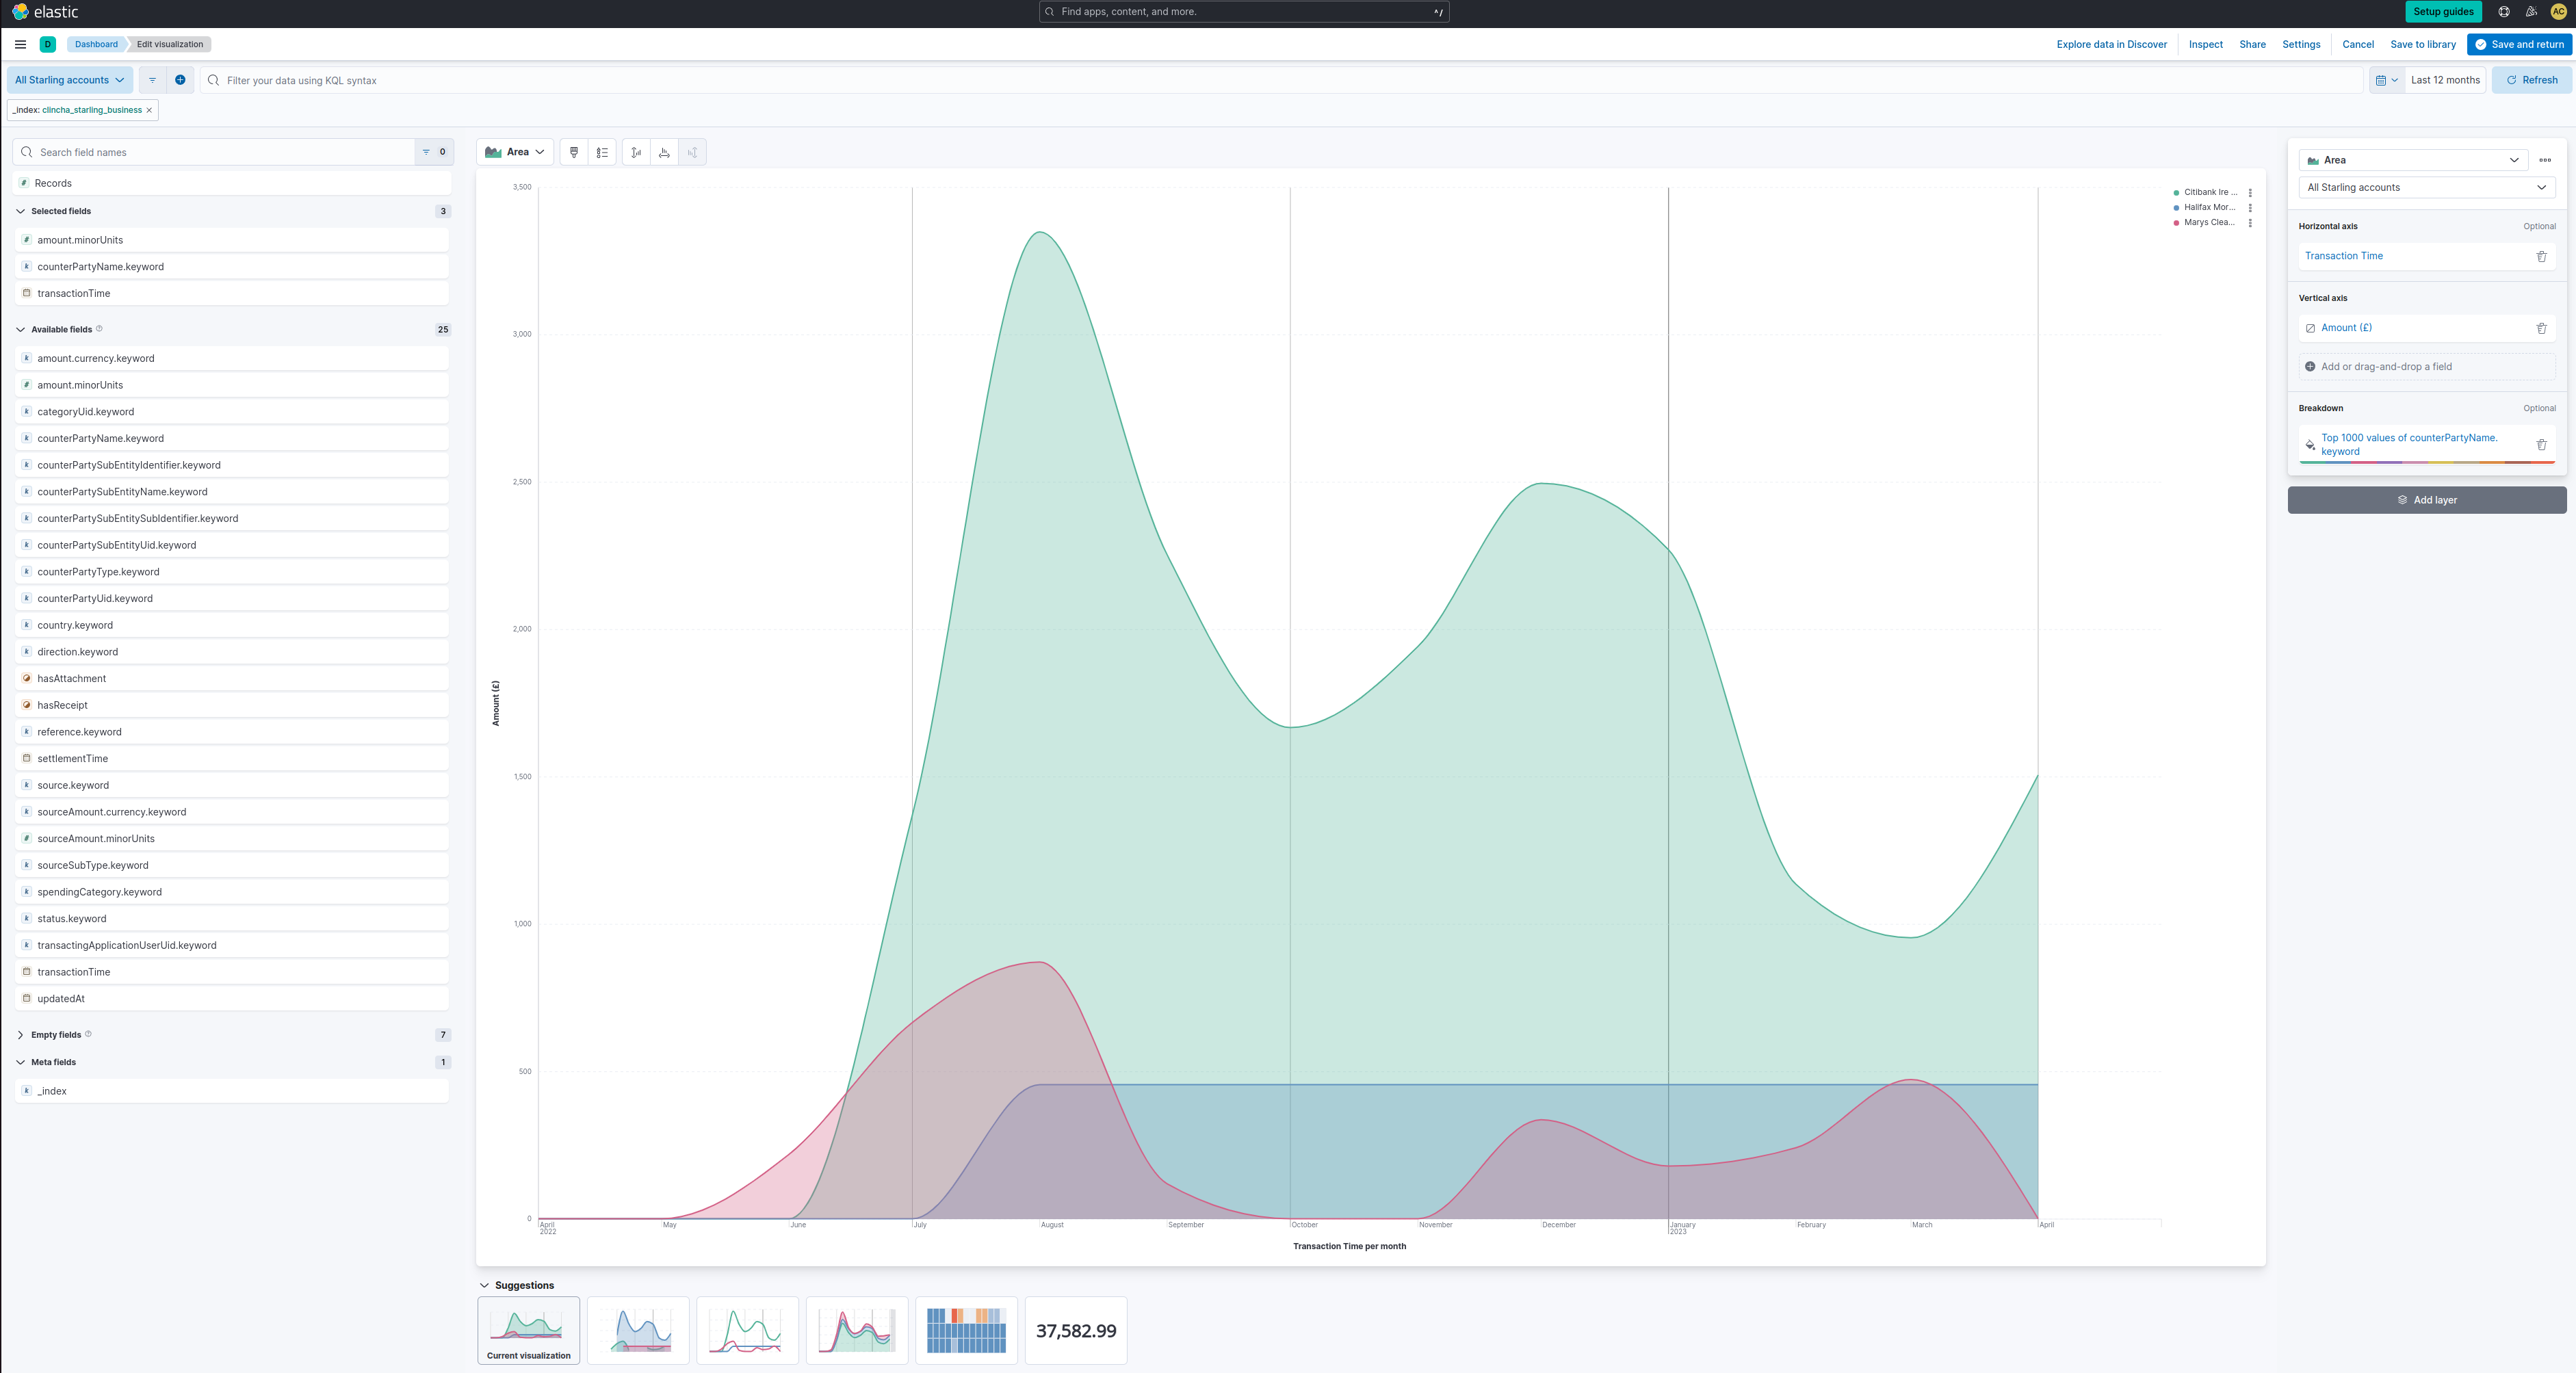 elastic
Find apps, content, and more.
^/
Setup guides
AC
D
Dashboard
Edit visualization
Explore data in Discover
Inspect
Share
Settings
Cancel
Save to library
Save and return
All Starling accounts
Filter your data using KQL syntax
Last 12 months
Refresh
_index: clincha_starling_business ×
Search field names
0
Records
Selected fields
3
amount.minorUnits
counterPartyName.keyword
transactionTime
Available fields
25
amount.currency.keyword
amount.minorUnits
categoryUid.keyword
counterPartyName.keyword
counterPartySubEntityIdentifier.keyword
counterPartySubEntityName.keyword
counterPartySubEntitySubIdentifier.keyword
counterPartySubEntityUid.keyword
counterPartyType.keyword
counterPartyUid.keyword
country.keyword
direction.keyword
hasAttachment
hasReceipt
reference.keyword
settlementTime
source.keyword
sourceAmount.currency.keyword
sourceAmount.minorUnits
sourceSubType.keyword
spendingCategory.keyword
status.keyword
transactingApplicationUserUid.keyword
transactionTime
updatedAt
Empty fields
7
Meta fields
1
_index
Area
3,500
3,000
2,500
2,000
1,500
1,000
500
0
Amount (£)
April
2022
May
June
July
August
September
October
November
December
January
2023
February
March
April
Transaction Time per month
Citibank Ire ...
Halifax Mor...
Marys Clea...
Suggestions
Current visualization
37,582.99
Area
All Starling accounts
Horizontal axis
Optional
Transaction Time
Vertical axis
Amount (£)
Add or drag-and-drop a field
Breakdown
Optional
Top 1000 values of counterPartyName.
keyword
Add layer